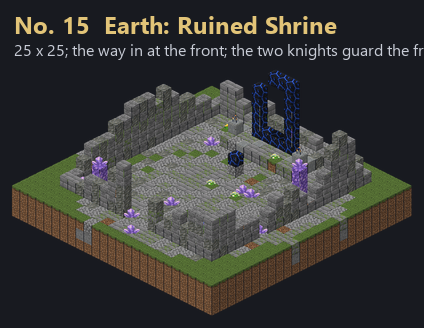 No. 15 Earth: Ruined Shrine
25 x 25; the way in at the front; the two knights guard the fr